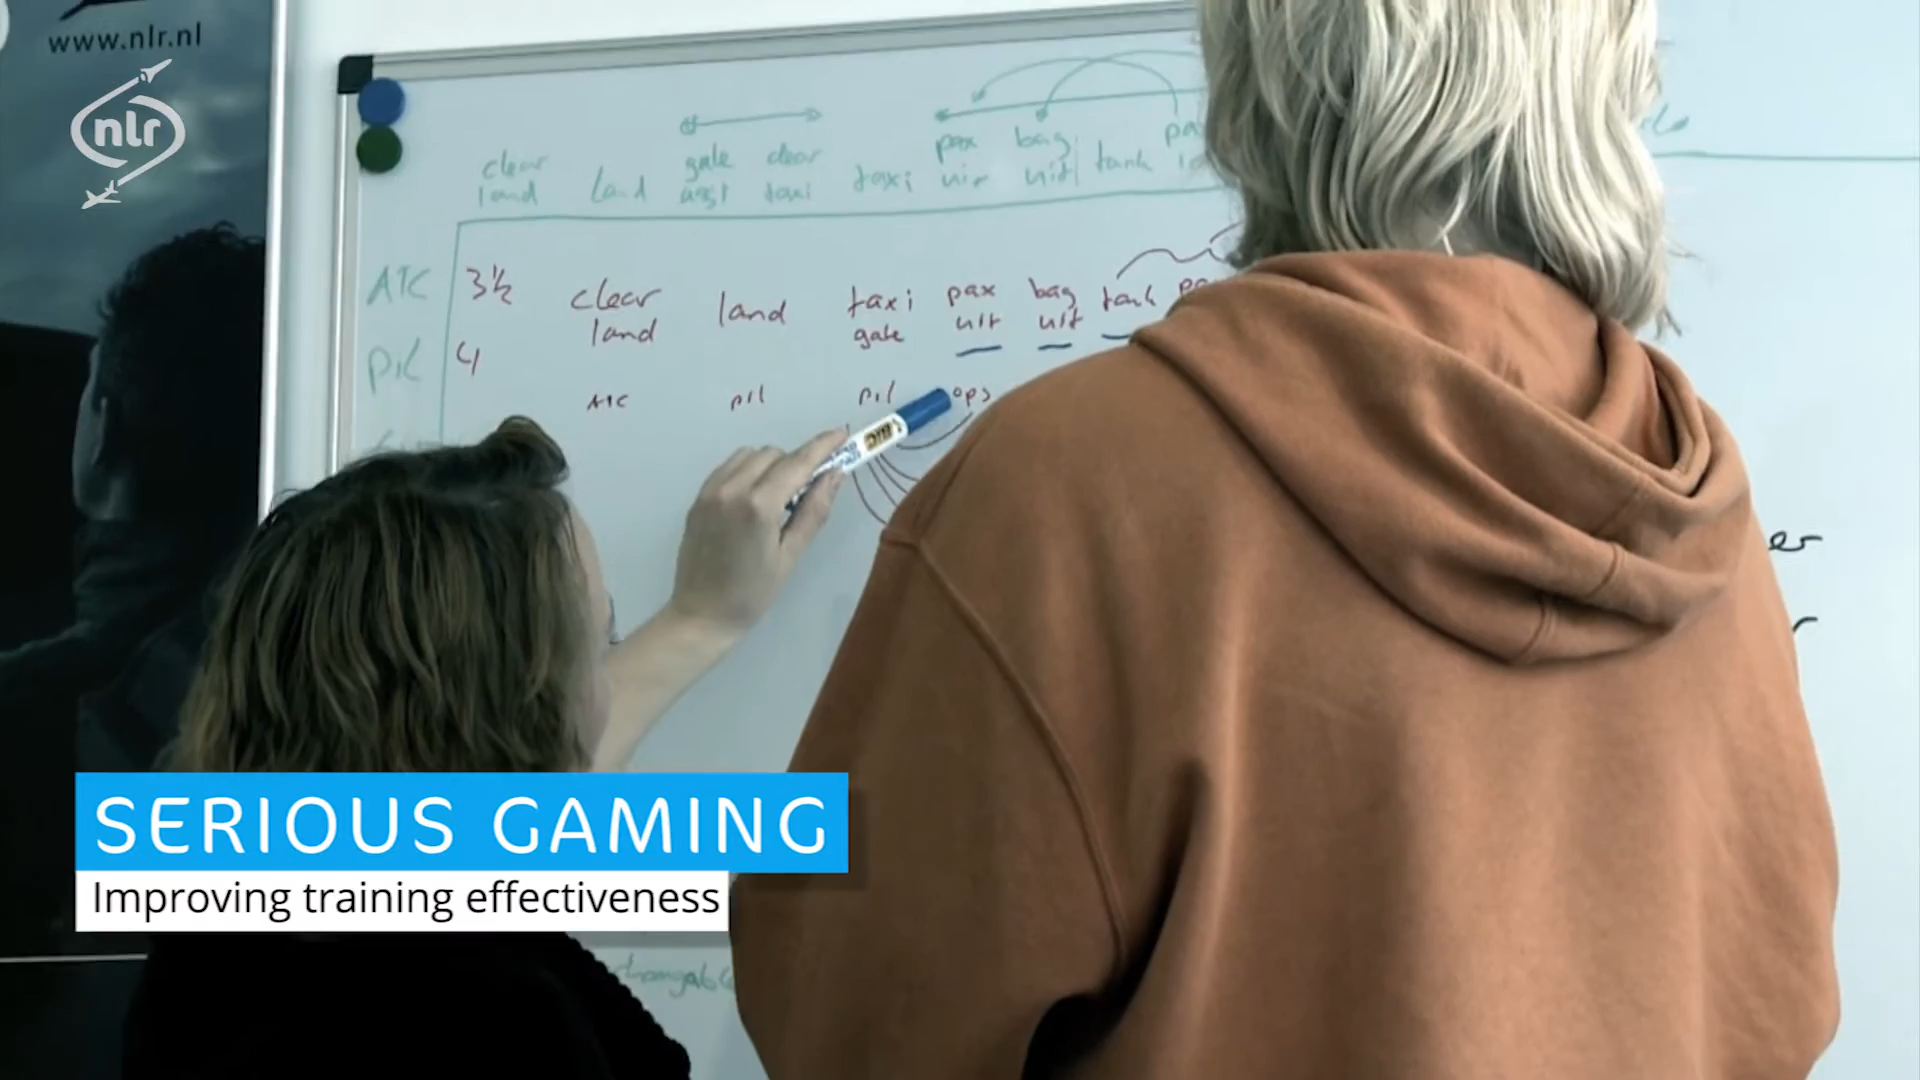 www.nlr.nl
nlr
clear land
land
gate
clear taxi
taxi
pax
bag
tank
ATC
3½
clear land
land
taxi gate
pax uit
bag uit
tank
pil
4
ATC
pil
pil
ops
BIC
er
SERIOUS GAMING
Improving training effectiveness